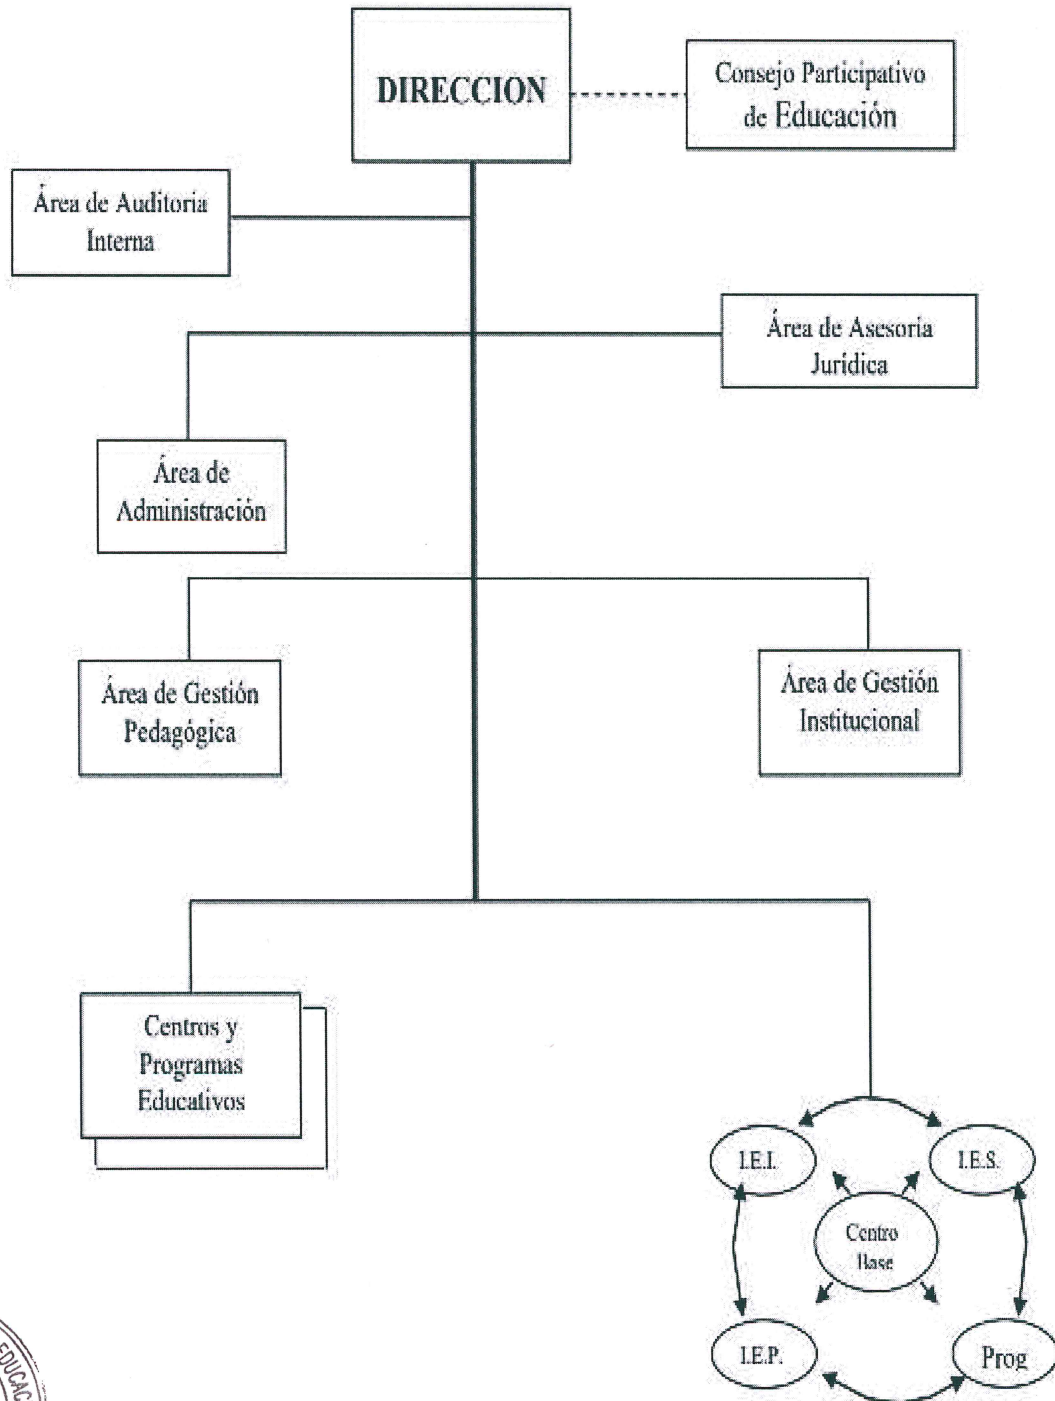 DIRECCION
Consejo Participativo
de Educación
Área de Auditoria
Interna
Área de Asesoría
Jurídica
Área de
Administración
Área de Gestión
Pedagógica
Área de Gestión
Institucional
Centros y
Programas
Educativos
I.E.I.
I.E.S.
Centro
Base
I.E.P.
Prog